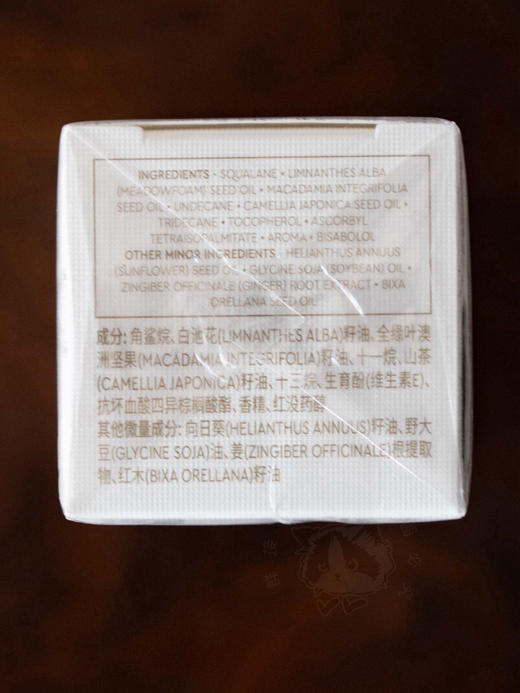 INGREDIENTS • SQUALANE • LIMNANTHES ALBA
(MEADOWFOAM) SEED OIL • MACADAMIA INTEGRIFOLIA
SEED OIL • UNDECANE • CAMELLIA JAPONICA SEED OIL •
TRIDECANE • TOCOPHEROL • ASCORBYL
TETRAISOPALMITATE • AROMA • BISABOLOL
OTHER MINOR INGREDIENTS • HELIANTHUS ANNUUS
(SUNFLOWER) SEED OIL • GLYCINE SOJA (SOYBEAN) OIL •
ZINGIBER OFFICINALE (GINGER) ROOT EXTRACT • BIXA
ORELLANA SEED OIL
成分: 角鲨烷、白池花(LIMNANTHES ALBA)籽油、全缘叶澳
洲坚果(MACADAMIA INTEGRIFOLIA)籽油、十一烷、山茶
(CAMELLIA JAPONICA)籽油、十三烷、生育酚(维生素E)、
抗坏血酸四异棕榈酸酯、香精、红没药醇
其他微量成分: 向日葵(HELIANTHUS ANNUUS)籽油、野大
豆(GLYCINE SOJA)油、姜(ZINGIBER OFFICINALE)根提取
物、红木(BIXA ORELLANA)籽油